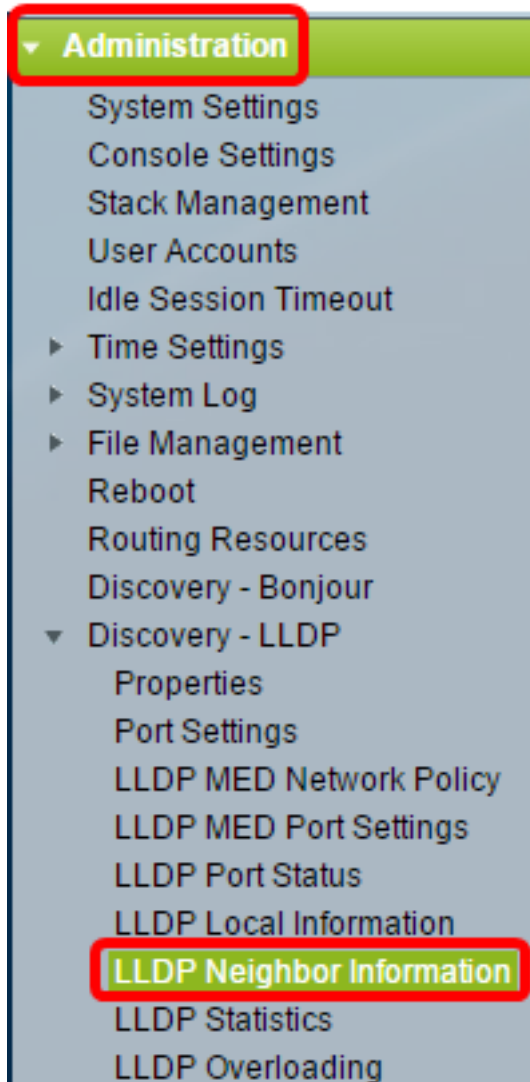 Administration
System Settings
Console Settings
Stack Management
User Accounts
Idle Session Timeout
Time Settings
System Log
File Management
Reboot
Routing Resources
Discovery - Bonjour
Discovery - LLDP
Properties
Port Settings
LLDP MED Network Policy
LLDP MED Port Settings
LLDP Port Status
LLDP Local Information
LLDP Neighbor Information
LLDP Statistics
LLDP Overloading